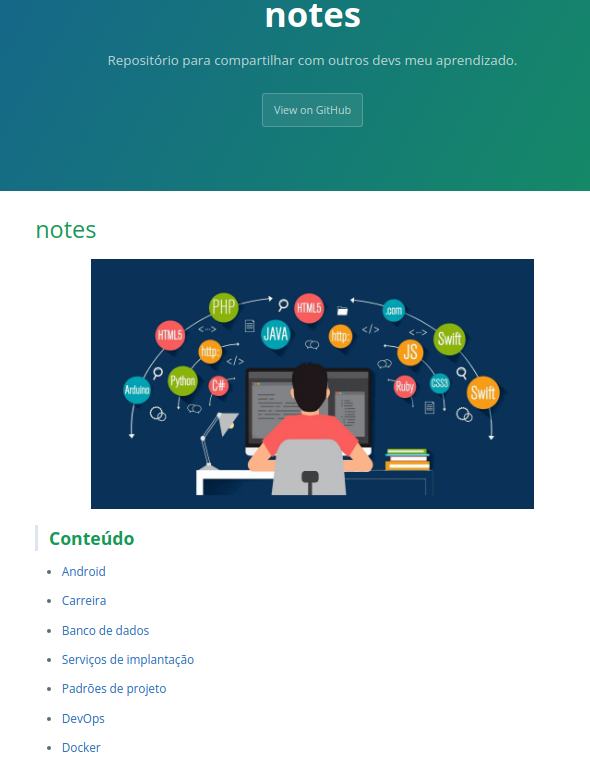 notes
Repositório para compartilhar com outros devs meu aprendizado.
View on GitHub
notes
PHP
HTML5
.com
HTML5
JAVA
http:
Swift
http:
JS
Arduino
Python
C#
Ruby
CSS3
Swift
Conteúdo
Android
Carreira
Banco de dados
Serviços de implantação
Padrões de projeto
DevOps
Docker